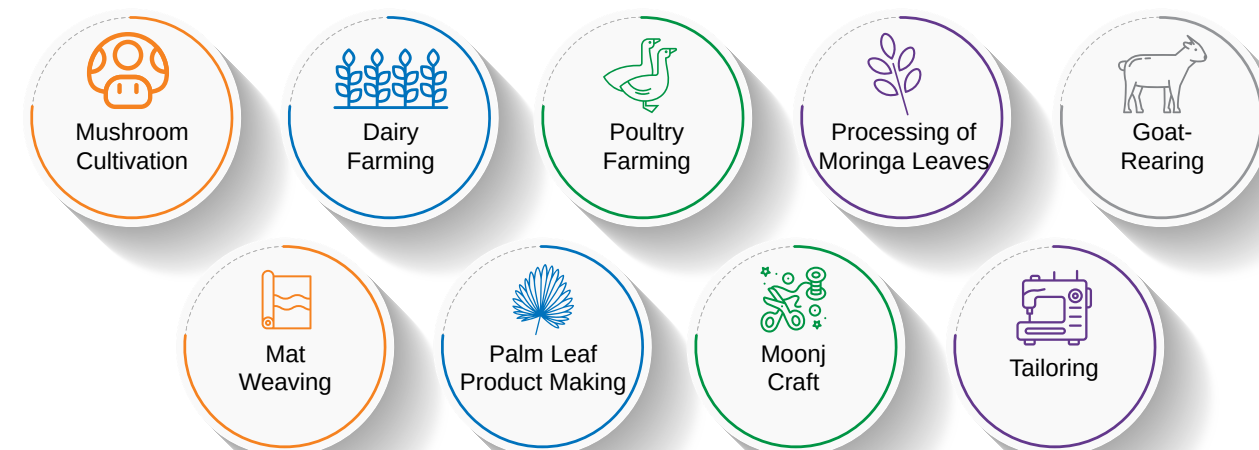 Mushroom
Cultivation
Dairy
Farming
Poultry
Farming
Processing of
Moringa Leaves
Goat-
Rearing
Mat
Weaving
Palm Leaf
Product Making
Moonj
Craft
Tailoring